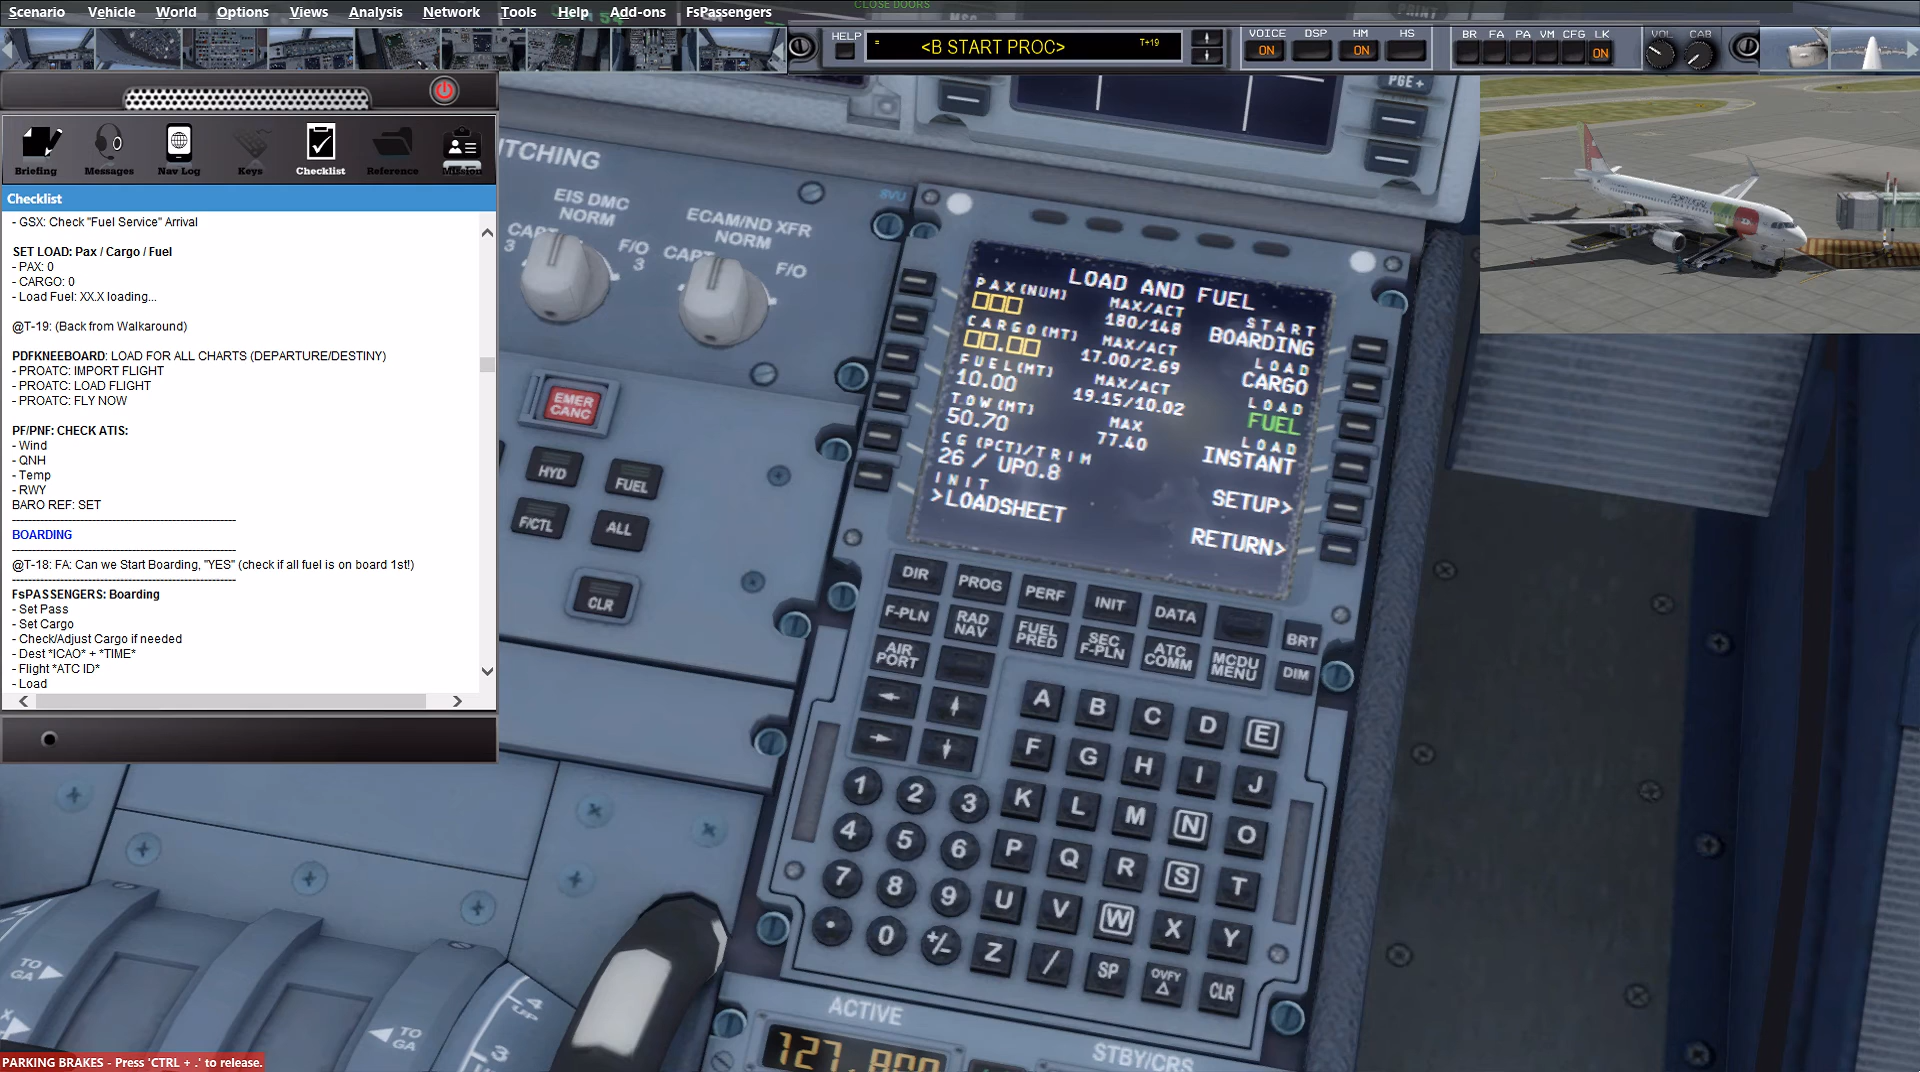 Scenario Vehicle World Options Views Analysis Network Tools Help Add-ons FsPassengers
CLOSE DOORS
HELP
=
<B START PROC>
T+19
VOICE DSP HM HS
ON ON
BR FA PA VM CFG LK
ON
VOL CAB
Briefing Messages Nav Log Keys Checklist Reference Mission
Checklist
- GSX: Check "Fuel Service" Arrival
SET LOAD: Pax / Cargo / Fuel
- PAX: 0
- CARGO: 0
- Load Fuel: XX.X loading...
@T-19: (Back from Walkaround)
PDFKNEEBOARD: LOAD FOR ALL CHARTS (DEPARTURE/DESTINY)
- PROATC: IMPORT FLIGHT
- PROATC: LOAD FLIGHT
- PROATC: FLY NOW
PF/PNF: CHECK ATIS:
- Wind
- QNH
- Temp
- RWY
BARO REF: SET
BOARDING
@T-18: FA: Can we Start Boarding, "YES" (check if all fuel is on board 1st!)
FsPASSENGERS: Boarding
- Set Pass
- Set Cargo
- Check/Adjust Cargo if needed
- Dest *ICAO* + *TIME*
- Flight *ATC ID*
- Load
PARKING BRAKES - Press 'CTRL + .' to release.
PGE+
ITCHING
EIS DMC
NORM
CAPT
3
F/O
3
ECAM/ND XFR
NORM
CAPT
F/O
SVU
EMER
CANC
HYD
FUEL
F/CTL
ALL
CLR
LOAD AND FUEL
PAX(NUM) MAX/ACT START
180/148 BOARDING
CARGO(MT) MAX/ACT LOAD
17.00/2.69 CARGO
FUEL(MT) MAX/ACT LOAD
10.00 19.15/10.02 FUEL
TOW(MT) MAX LOAD
50.70 77.40 INSTANT
CG(PCT)/TRIM
26 / UP0.8 SETUP>
INIT
>LOADSHEET RETURN>
DIR PROG PERF INIT DATA
F-PLN RAD NAV FUEL PRED SEC F-PLN ATC COMM MCDU MENU BRT
AIR PORT DIM
A B C D E
F G H I J
1 2 3 K L M N O
4 5 6 P Q R S T
7 8 9 U V W X Y
. 0 +/- Z / SP OVFY Δ CLR
TO
GA
TO
GA
4
3
ACTIVE
STBY/CRS
PORTUGAL